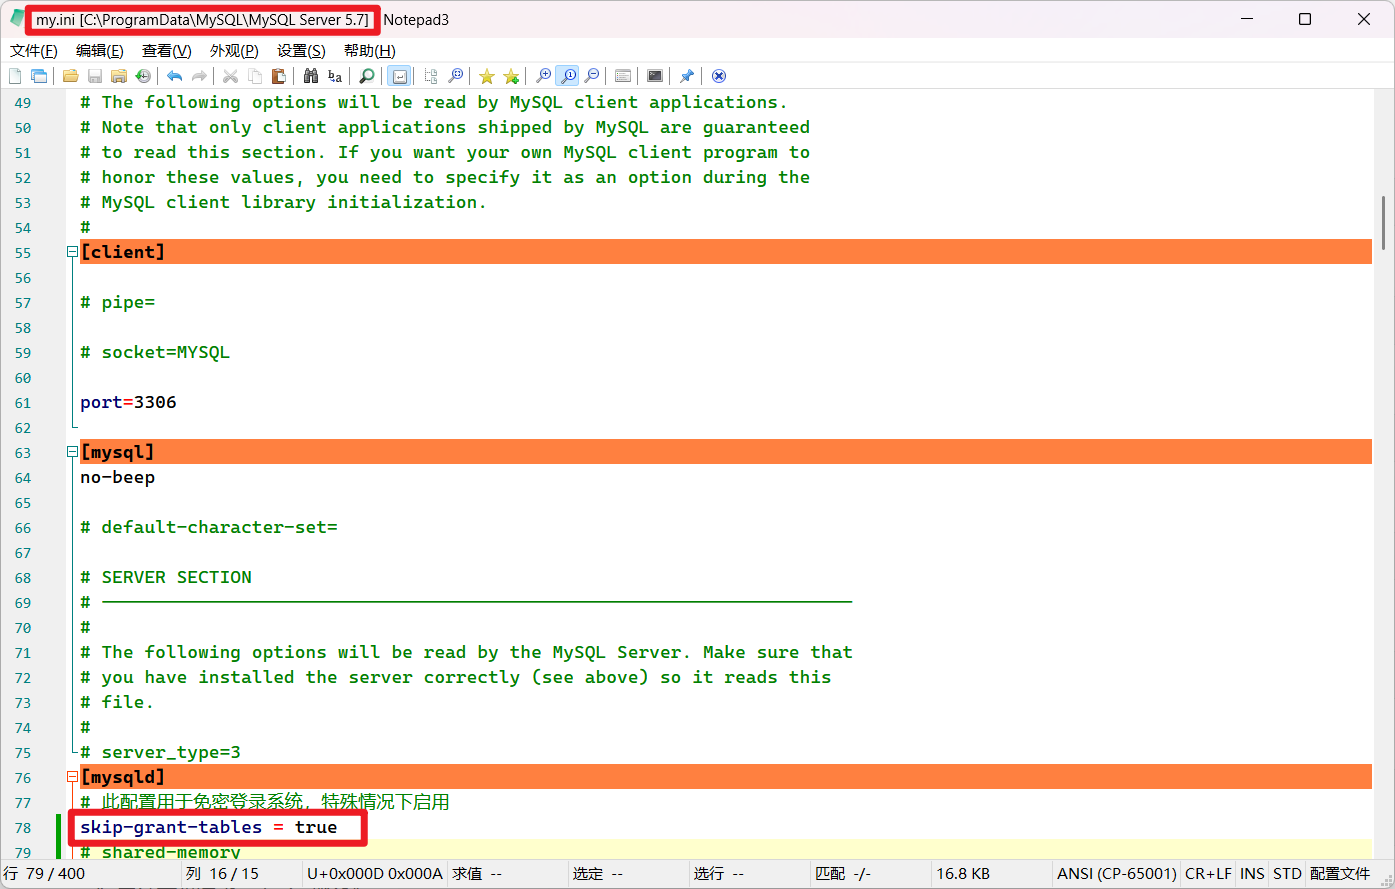 my.ini [C:\ProgramData\MySQL\MySQL Server 5.7] Notepad3
文件(F) 编辑(E) 查看(V) 外观(P) 设置(S) 帮助(H)
49 # The following options will be read by MySQL client applications.
50 # Note that only client applications shipped by MySQL are guaranteed
51 # to read this section. If you want your own MySQL client program to
52 # honor these values, you need to specify it as an option during the
53 # MySQL client library initialization.
54 #
55 [client]
56
57 # pipe=
58
59 # socket=MYSQL
60
61 port=3306
62
63 [mysql]
64 no-beep
65
66 # default-character-set=
67
68 # SERVER SECTION
69 # ----------------------------------------------------------------------
70 #
71 # The following options will be read by the MySQL Server. Make sure that
72 # you have installed the server correctly (see above) so it reads this
73 # file.
74 #
75 # server_type=3
76 [mysqld]
77 # 此配置用于免密登录系统，特殊情况下启用
78 skip-grant-tables = true
79 # shared-memory
行 79 / 400 列 16 / 15 U+0x000D 0x000A 求值 -- 选定 -- 选行 -- 匹配 -/- 16.8 KB ANSI (CP-65001) CR+LF INS STD 配置文件